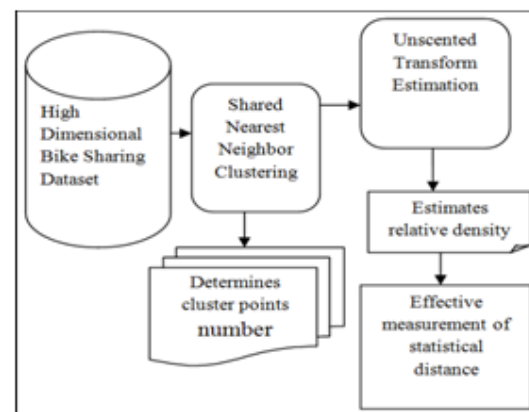 High
Dimensional
Bike Sharing
Dataset
Shared
Nearest
Neighbor
Clustering
Unscented
Transform
Estimation
Determines
cluster points
number
Estimates
relative density
Effective
measurement of
statistical
distance